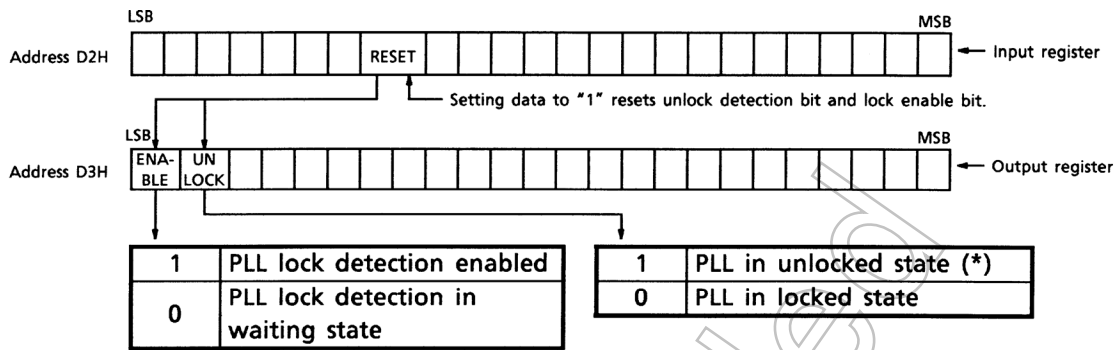 LSB MSB
Address D2H RESET Input register
Setting data to "1" resets unlock detection bit and lock enable bit.
LSB MSB
Address D3H ENA-BLE UN LOCK Output register
1 PLL lock detection enabled
0 PLL lock detection in
waiting state
1 PLL in unlocked state (*)
0 PLL in locked state